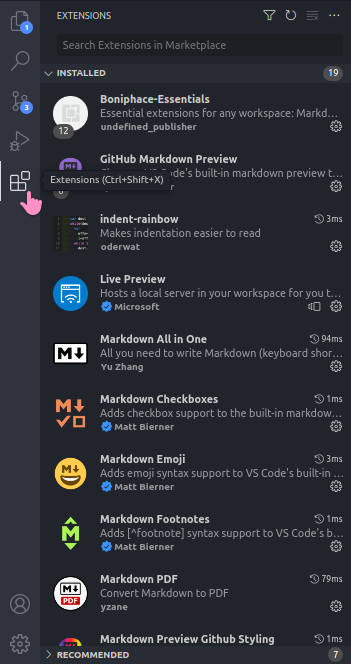 EXTENSIONS
1
Search Extensions in Marketplace
INSTALLED 19
3
Boniphace-Essentials
Essential extensions for any workspace: Markd...
12 undefined_publisher
GitHub Markdown Preview
Code's built-in markdown preview t...
Extensions (Ctrl+Shift+X)
indent-rainbow 3ms
Makes indentation easier to read
oderwat
Live Preview
Hosts a local server in your workspace for you t...
Microsoft
Markdown All in One 94ms
All you need to write Markdown (keyboard shor...
Yu Zhang
Markdown Checkboxes 1ms
Adds checkbox support to the built-in markdow...
Matt Bierner
Markdown Emoji 3ms
Adds emoji syntax support to VS Code's built-in ...
Matt Bierner
Markdown Footnotes 1ms
Adds [^footnote] syntax support to VS Code's b...
Matt Bierner
Markdown PDF 79ms
Convert Markdown to PDF
PDF
yzane
Markdown Preview Github Styling 1ms
RECOMMENDED 7